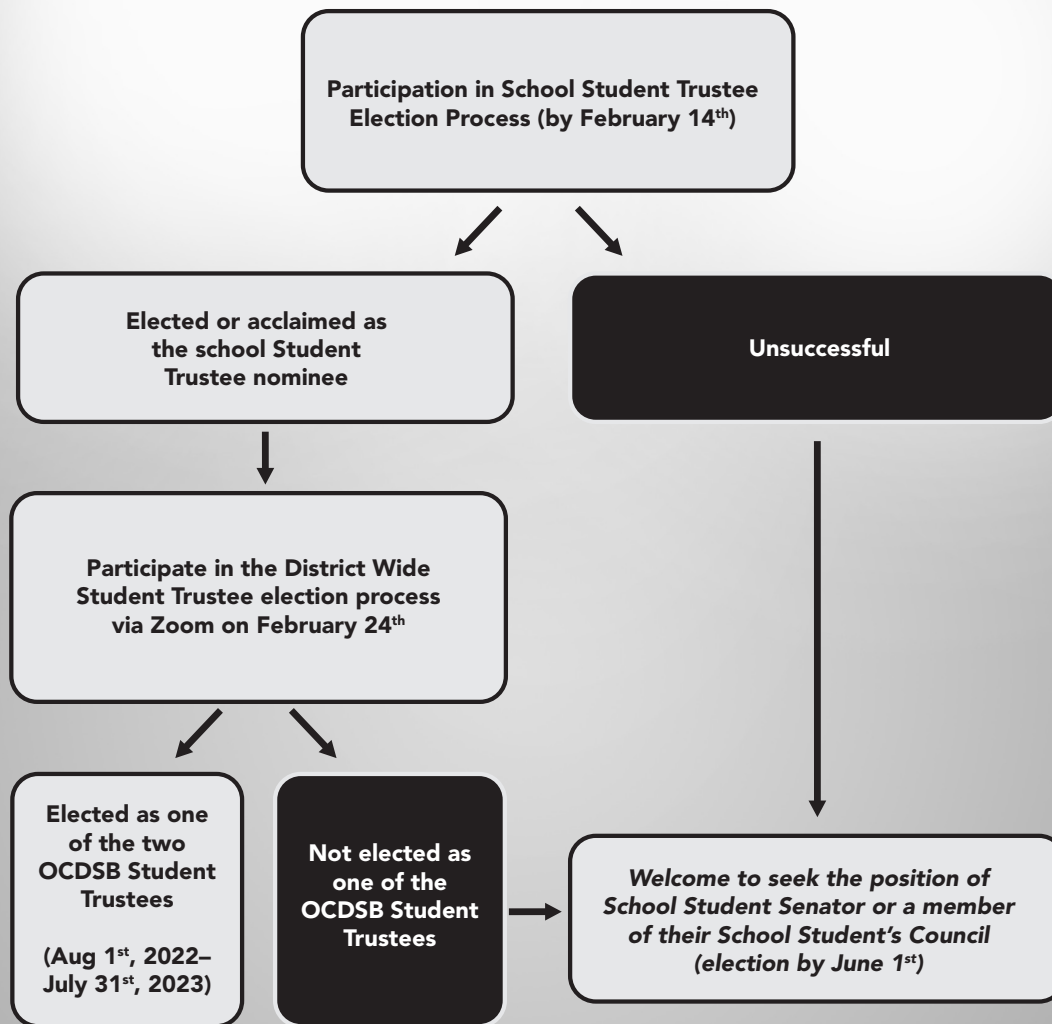 Participation in School Student Trustee
Election Process (by February 14th)
Elected or acclaimed as
the school Student
Trustee nominee
Unsuccessful
Participate in the District Wide
Student Trustee election process
via Zoom on February 24th
Elected as one
of the two
OCDSB Student
Trustees
(Aug 1st, 2022–
July 31st, 2023)
Not elected as
one of the
OCDSB Student
Trustees
Welcome to seek the position of
School Student Senator or a member
of their School Student’s Council
(election by June 1st)